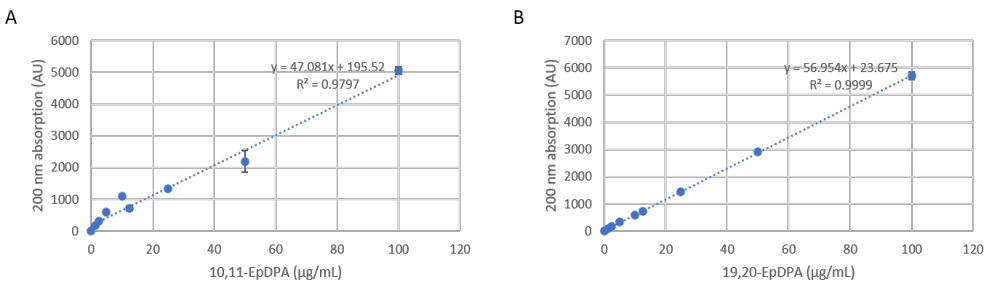 A
6000
5000
4000
3000
2000
1000
0
200 nm absorption (AU)
y = 47.081x + 195.52
R² = 0.9797
0 20 40 60 80 100 120
10,11-EpDPA (µg/mL)
B
7000
6000
5000
4000
3000
2000
1000
0
200 nm absorption (AU)
y = 56.954x + 23.675
R² = 0.9999
0 20 40 60 80 100 120
19,20-EpDPA (µg/mL)